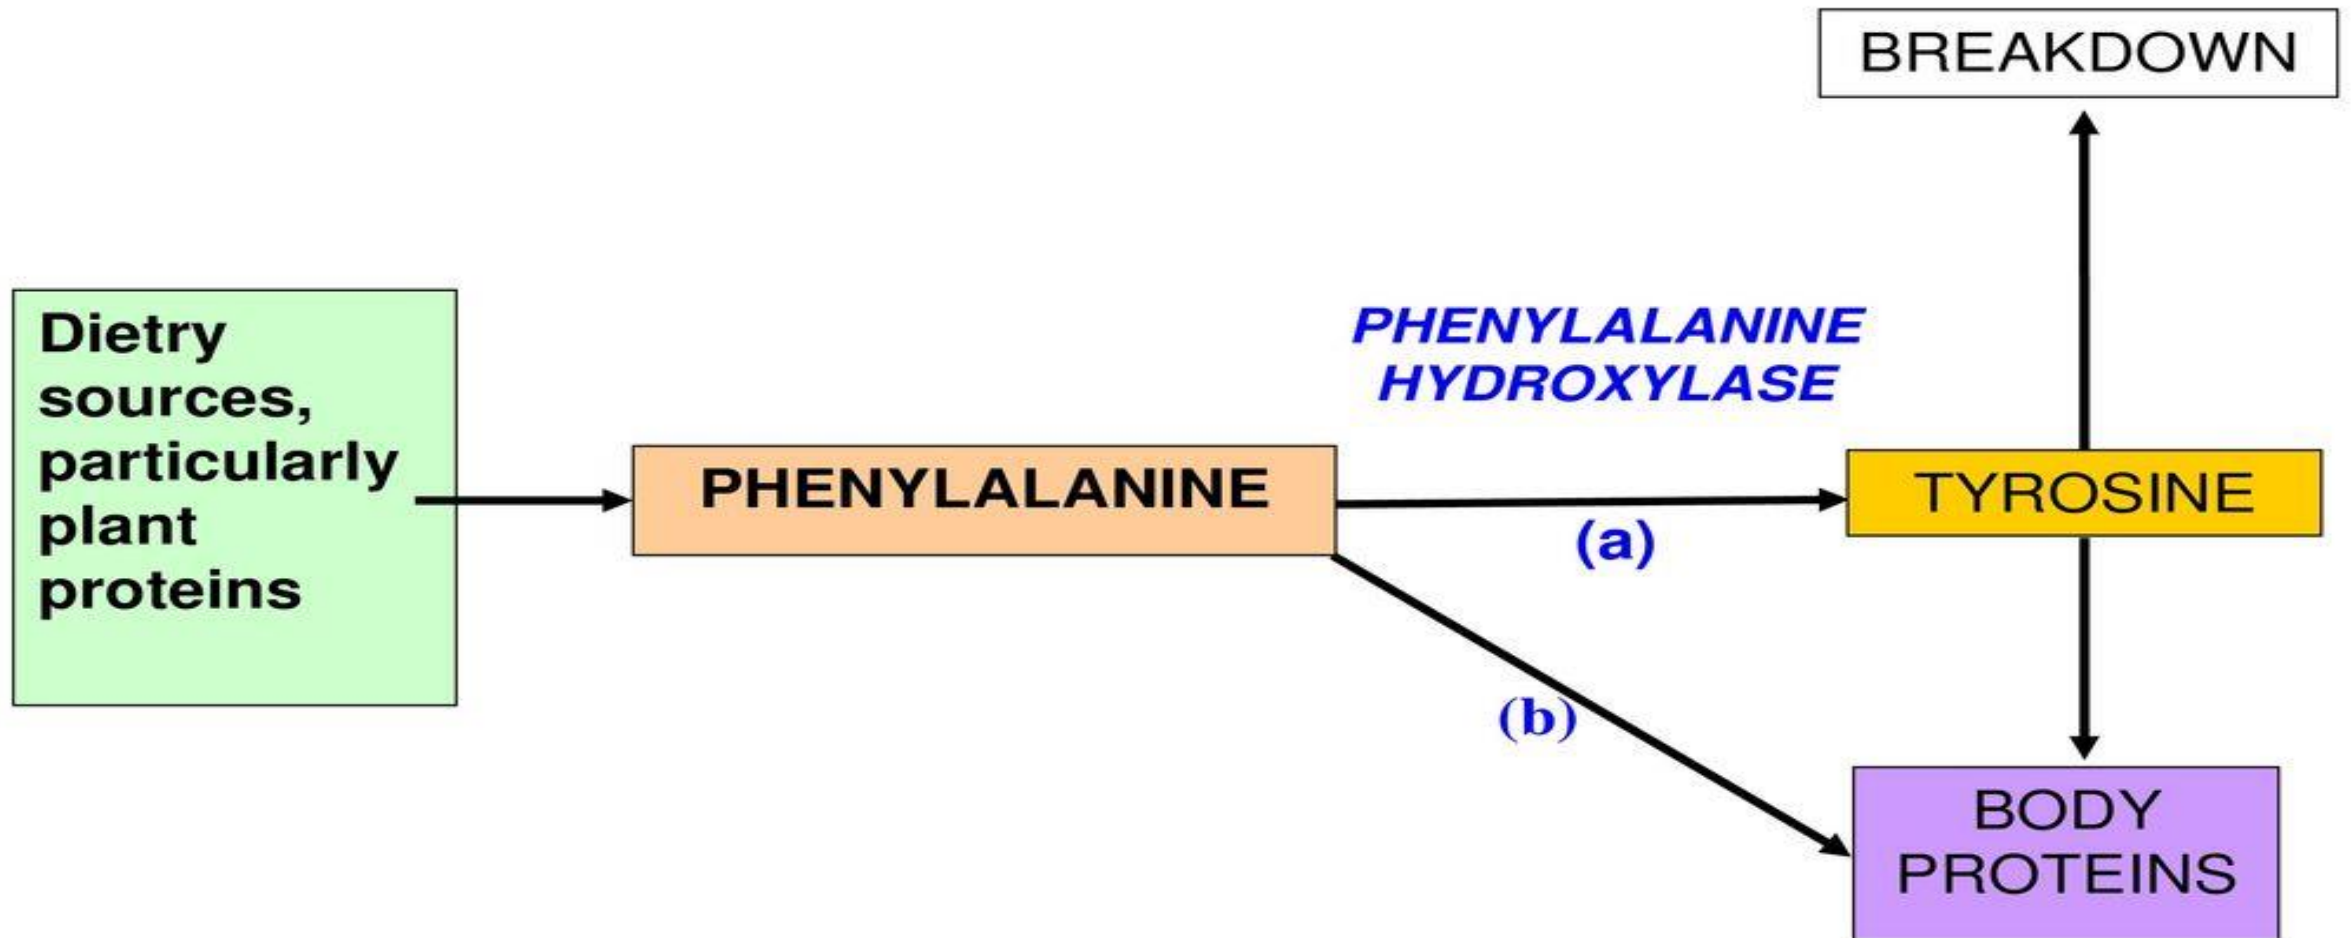 BREAKDOWN
Dietry
sources,
particularly
plant
proteins
PHENYLALANINE
HYDROXYLASE
PHENYLALANINE
(a)
TYROSINE
(b)
BODY
PROTEINS